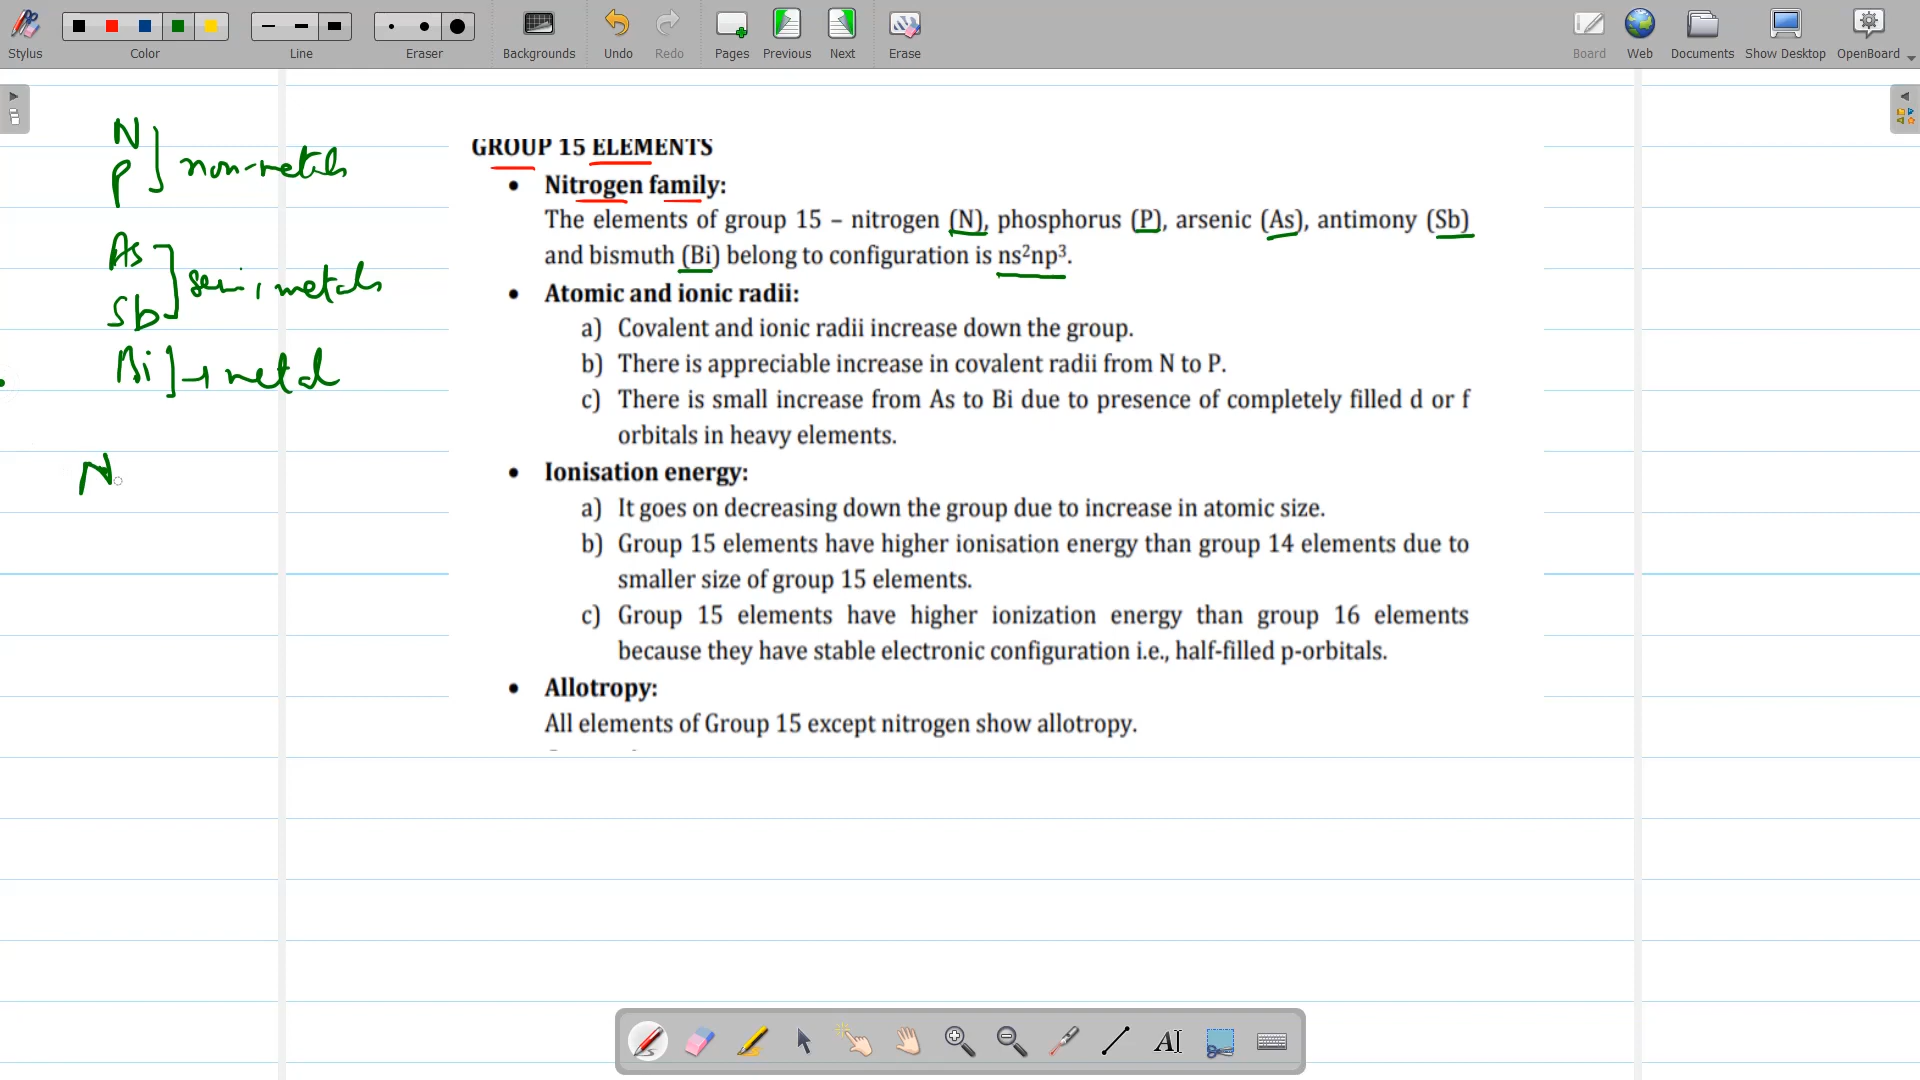 Stylus
Color
Line
Eraser
Backgrounds
Undo
Redo
Pages
Previous
Next
Erase
Board
Web
Documents
Show Desktop
OpenBoard
N
P
non-metals
As
Sb
semi metals
Bi → metal
N
GROUP 15 ELEMENTS
• Nitrogen family:
The elements of group 15 – nitrogen (N), phosphorus (P), arsenic (As), antimony (Sb)
and bismuth (Bi) belong to configuration is ns²np³.
• Atomic and ionic radii:
a) Covalent and ionic radii increase down the group.
b) There is appreciable increase in covalent radii from N to P.
c) There is small increase from As to Bi due to presence of completely filled d or f
orbitals in heavy elements.
• Ionisation energy:
a) It goes on decreasing down the group due to increase in atomic size.
b) Group 15 elements have higher ionisation energy than group 14 elements due to
smaller size of group 15 elements.
c) Group 15 elements have higher ionization energy than group 16 elements
because they have stable electronic configuration i.e., half-filled p-orbitals.
• Allotropy:
All elements of Group 15 except nitrogen show allotropy.